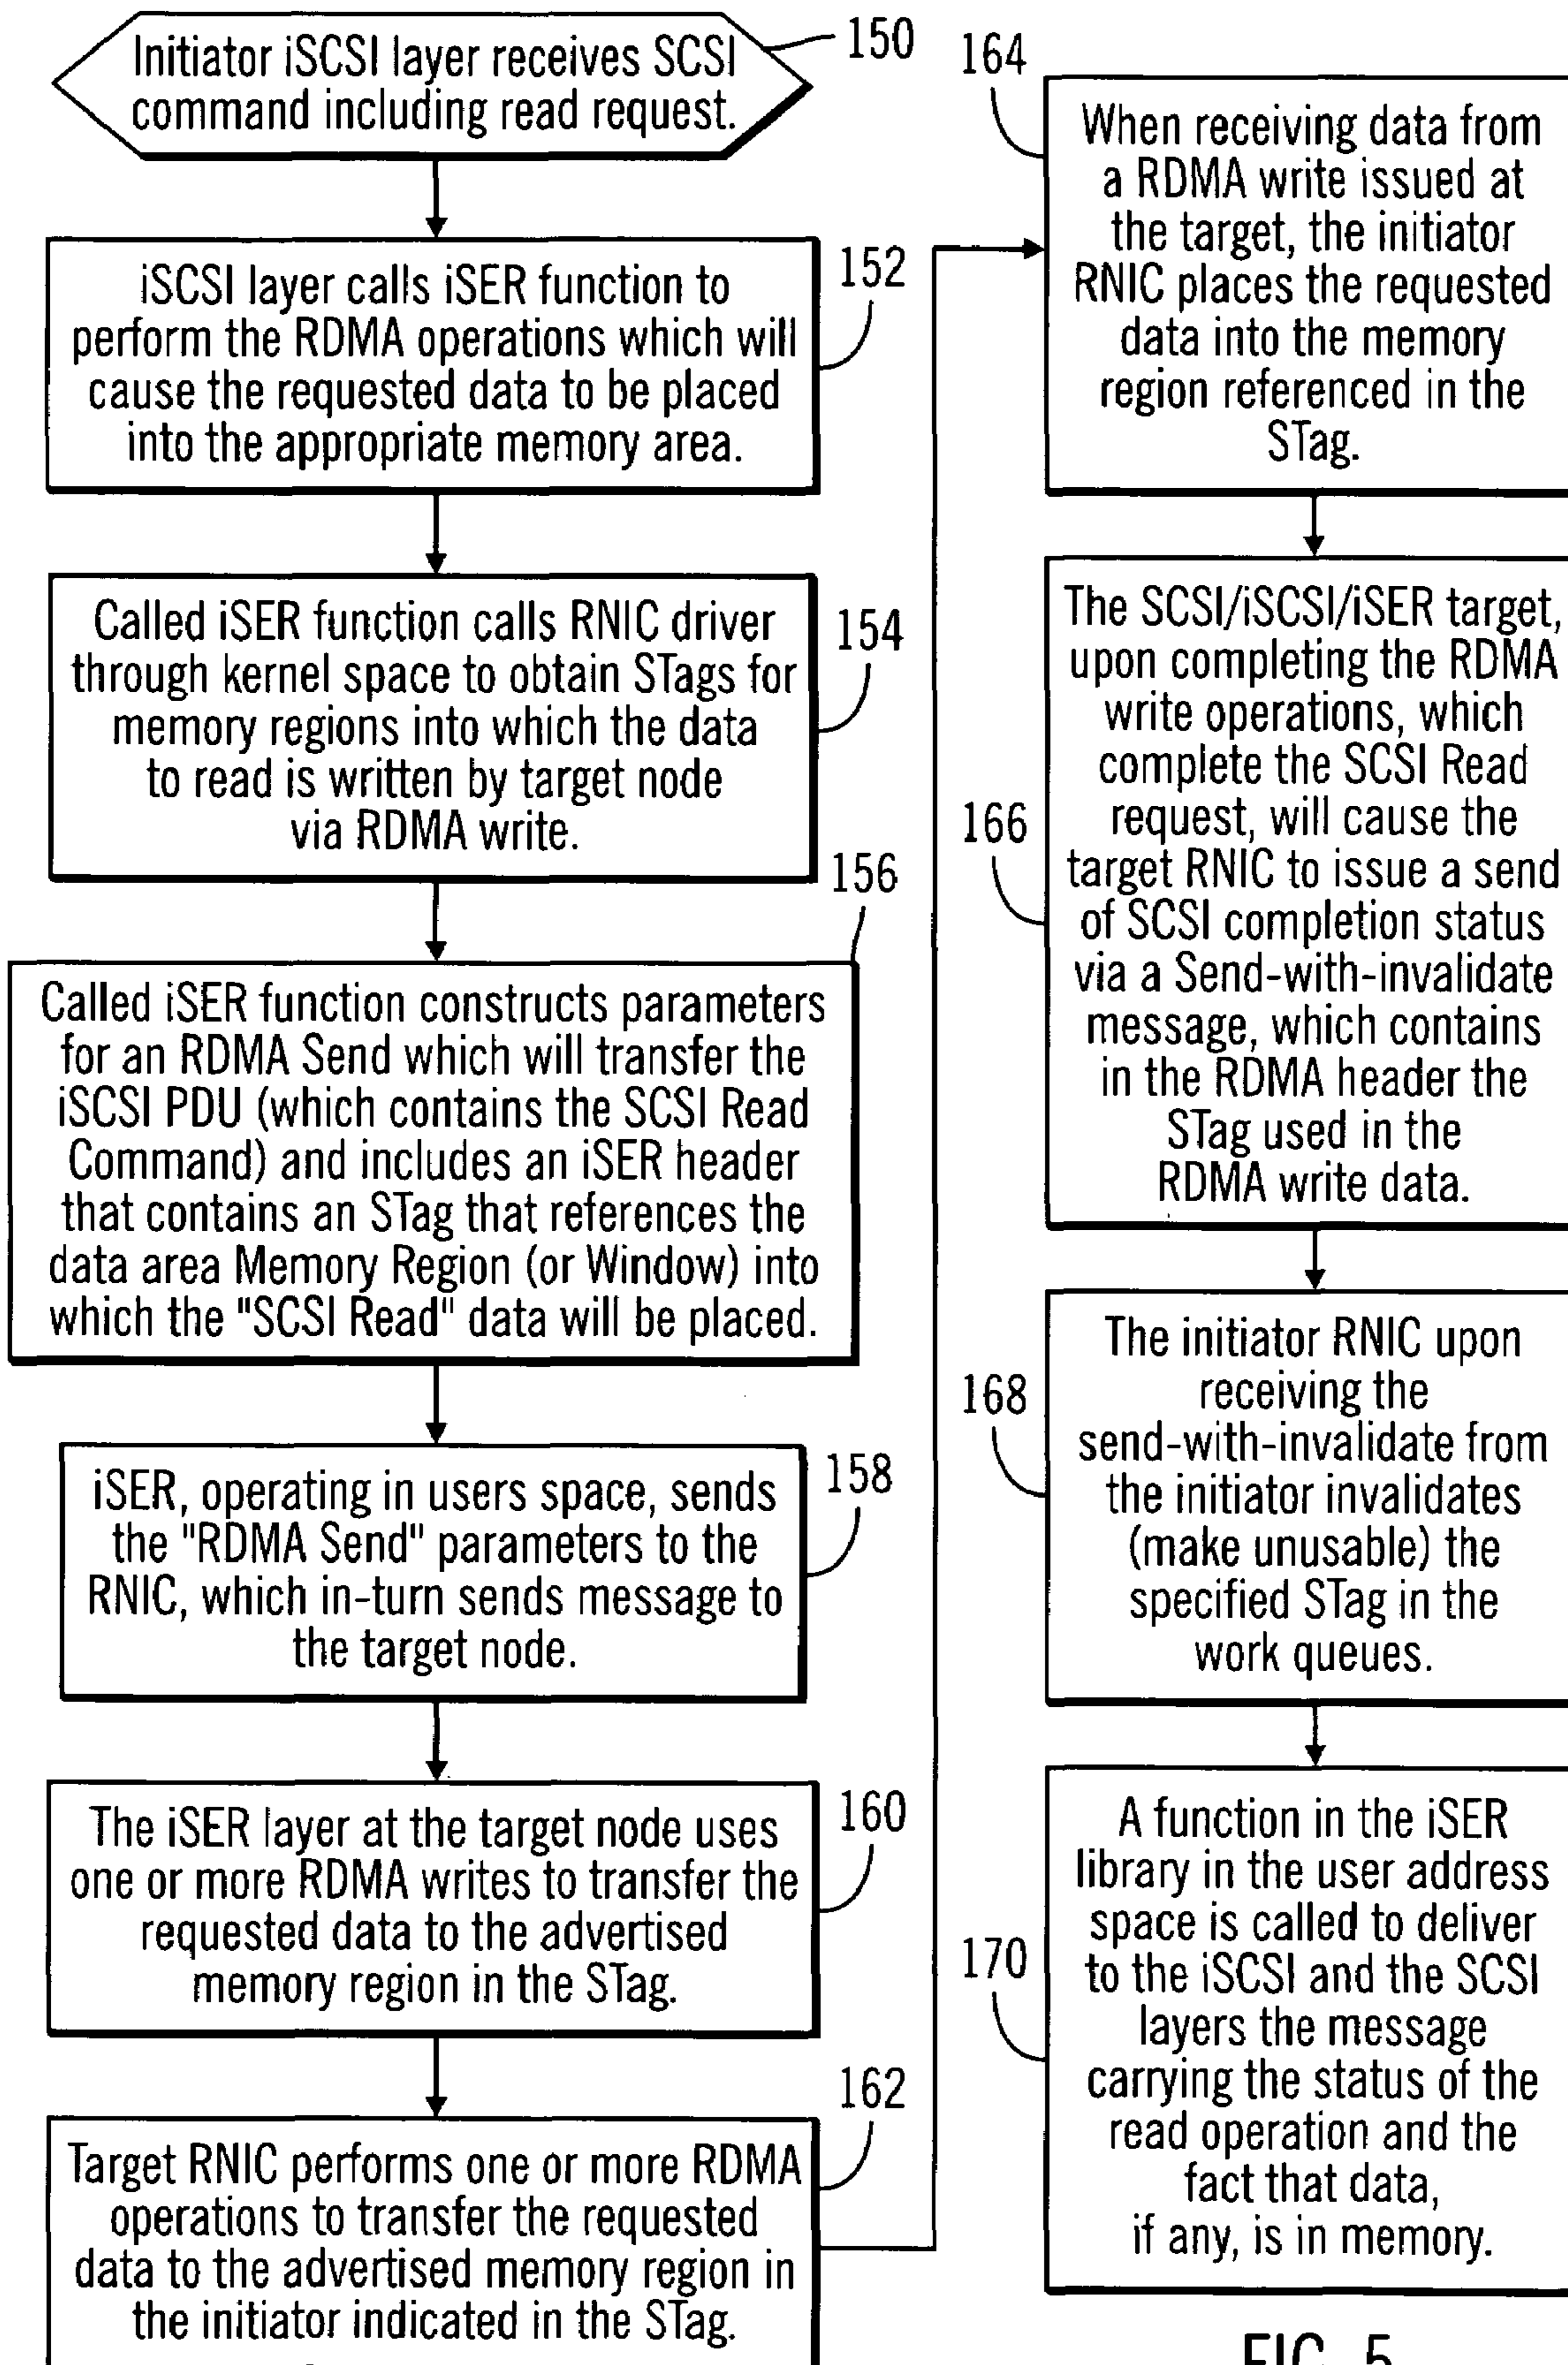 Initiator iSCSI layer receives SCSI
command including read request.
150
iSCSI layer calls iSER function to
perform the RDMA operations which will
cause the requested data to be placed
into the appropriate memory area.
152
Called iSER function calls RNIC driver
through kernel space to obtain STags for
memory regions into which the data
to read is written by target node
via RDMA write.
154
156
Called iSER function constructs parameters
for an RDMA Send which will transfer the
iSCSI PDU (which contains the SCSI Read
Command) and includes an iSER header
that contains an STag that references the
data area Memory Region (or Window) into
which the "SCSI Read" data will be placed.
iSER, operating in users space, sends
the "RDMA Send" parameters to the
RNIC, which in-turn sends message to
the target node.
158
The iSER layer at the target node uses
one or more RDMA writes to transfer the
requested data to the advertised
memory region in the STag.
160
162
Target RNIC performs one or more RDMA
operations to transfer the requested
data to the advertised memory region in
the initiator indicated in the STag.
164
When receiving data from
a RDMA write issued at
the target, the initiator
RNIC places the requested
data into the memory
region referenced in the
STag.
166
The SCSI/iSCSI/iSER target,
upon completing the RDMA
write operations, which
complete the SCSI Read
request, will cause the
target RNIC to issue a send
of SCSI completion status
via a Send-with-invalidate
message, which contains
in the RDMA header the
STag used in the
RDMA write data.
168
The initiator RNIC upon
receiving the
send-with-invalidate from
the initiator invalidates
(make unusable) the
specified STag in the
work queues.
170
A function in the iSER
library in the user address
space is called to deliver
to the iSCSI and the SCSI
layers the message
carrying the status of the
read operation and the
fact that data,
if any, is in memory.
FIG. 5